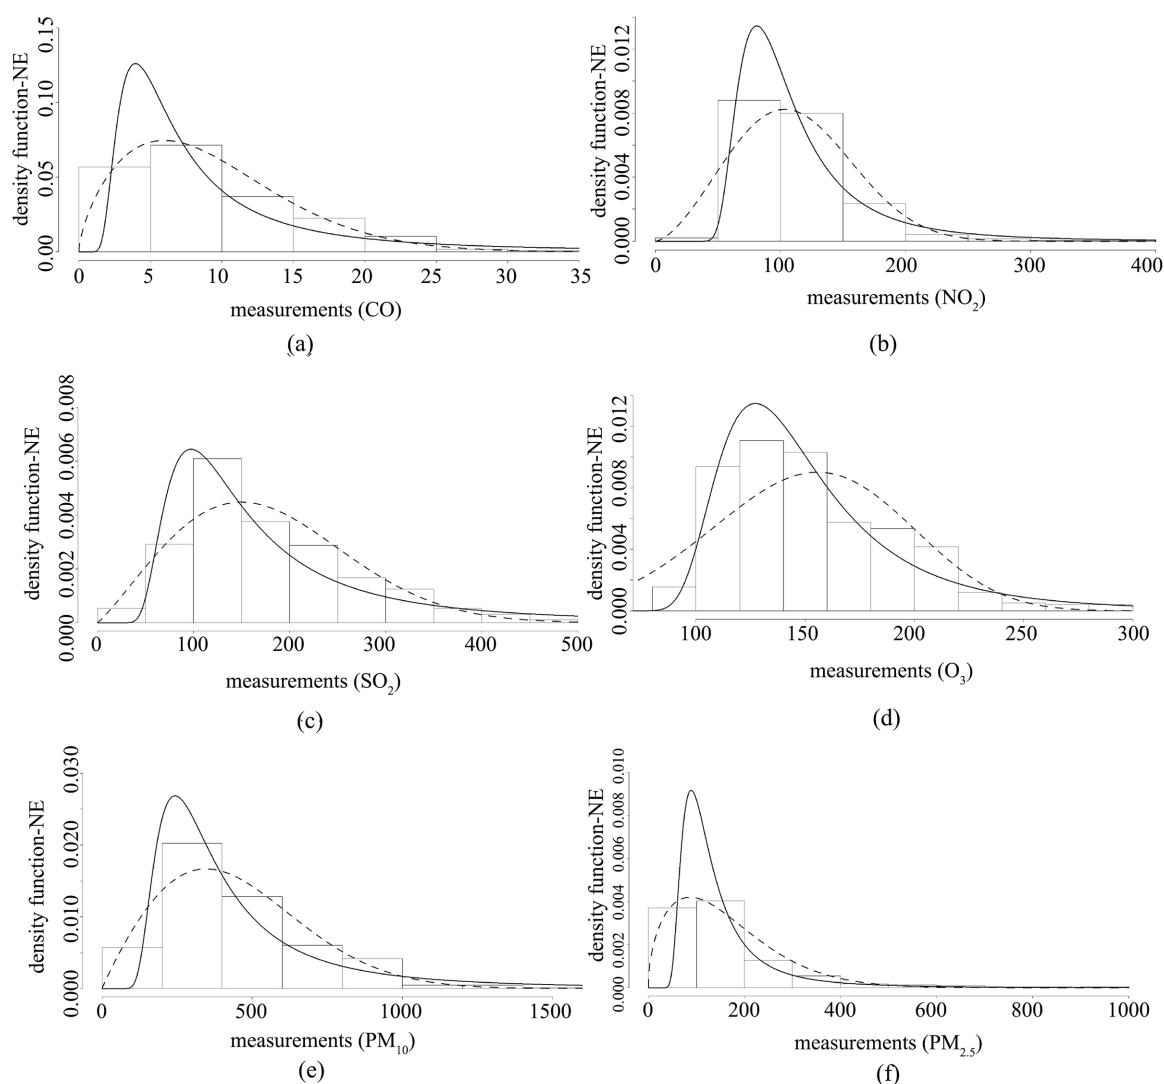 density function-NE
0.00 0.05 0.10 0.15
0 5 10 15 20 25 30 35
measurements (CO)
(a)
density function-NE
0.000 0.004 0.008 0.012
0 100 200 300 400
measurements (NO2)
(b)
density function-NE
0.000 0.002 0.004 0.006 0.008
0 100 200 300 400 500
measurements (SO2)
(c)
density function-NE
0.000 0.004 0.008 0.012
100 150 200 250 300
measurements (O3)
(d)
density function-NE
0.000 0.010 0.020 0.030
0 500 1000 1500
measurements (PM10)
(e)
density function-NE
0.000 0.002 0.004 0.006 0.008 0.010
0 200 400 600 800 1000
measurements (PM2.5)
(f)